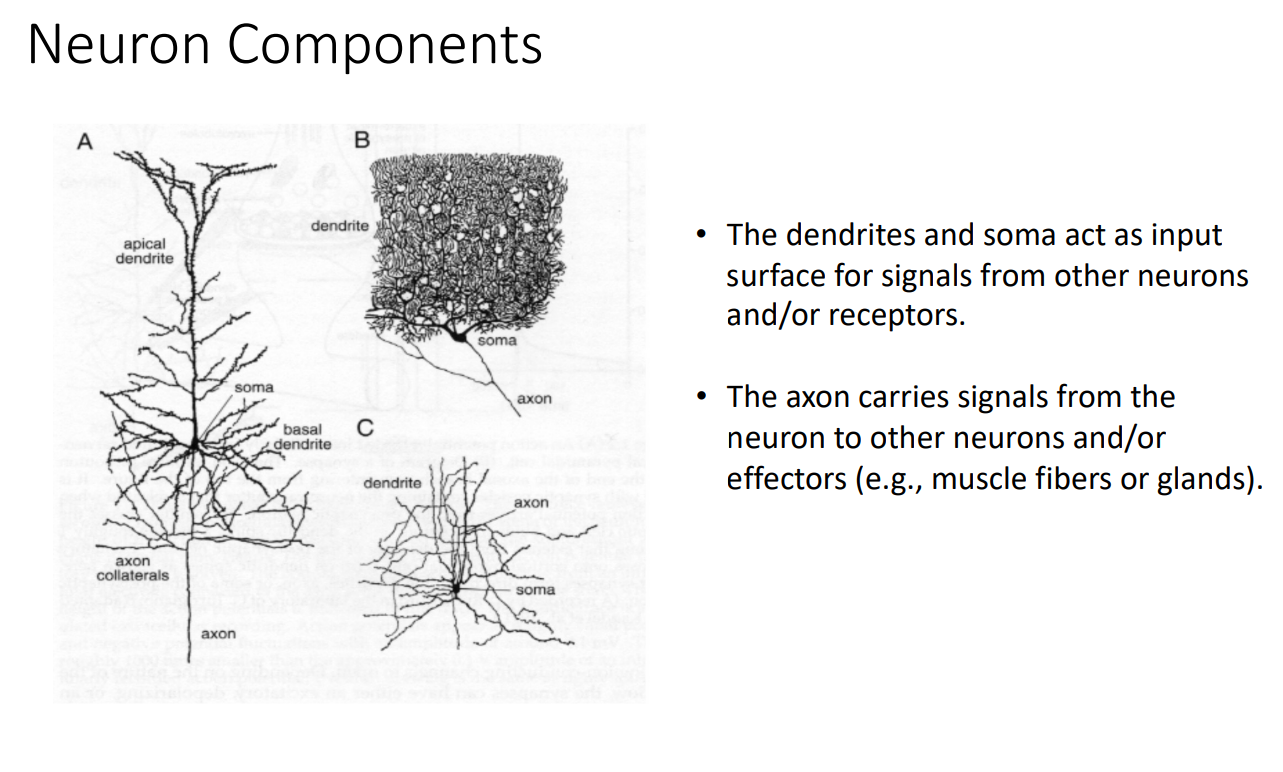 Neuron Components
A
B
apical
dendrite
dendrite
soma
axon
soma
basal
dendrite
C
dendrite
axon
soma
axon
collaterals
axon
• The dendrites and soma act as input
surface for signals from other neurons
and/or receptors.
• The axon carries signals from the
neuron to other neurons and/or
effectors (e.g., muscle fibers or glands).